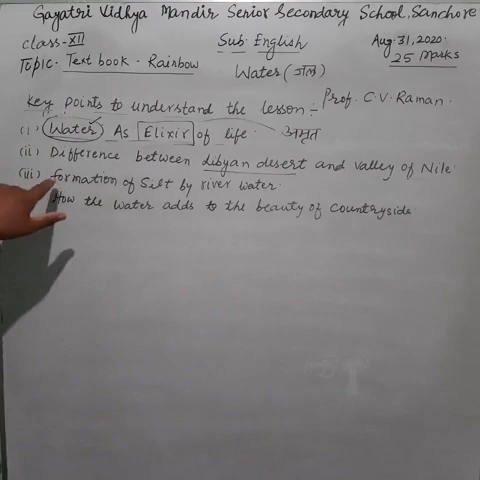 Gayatri Vidhya Mandir Senior Secondary School, Sanchore
Class-XII Sub: English Aug. 31, 2020.
Topic- Text book - Rainbow 25 Marks
Water (जल)
Key points to understand the lesson:- Prof. C.V. Raman.
(i) Water As Elixir of life. अमृत
(ii) Difference between dibyan desert and valley of Nile.
(iii) formation of Silt by river water.
How the water adds to the beauty of countryside.